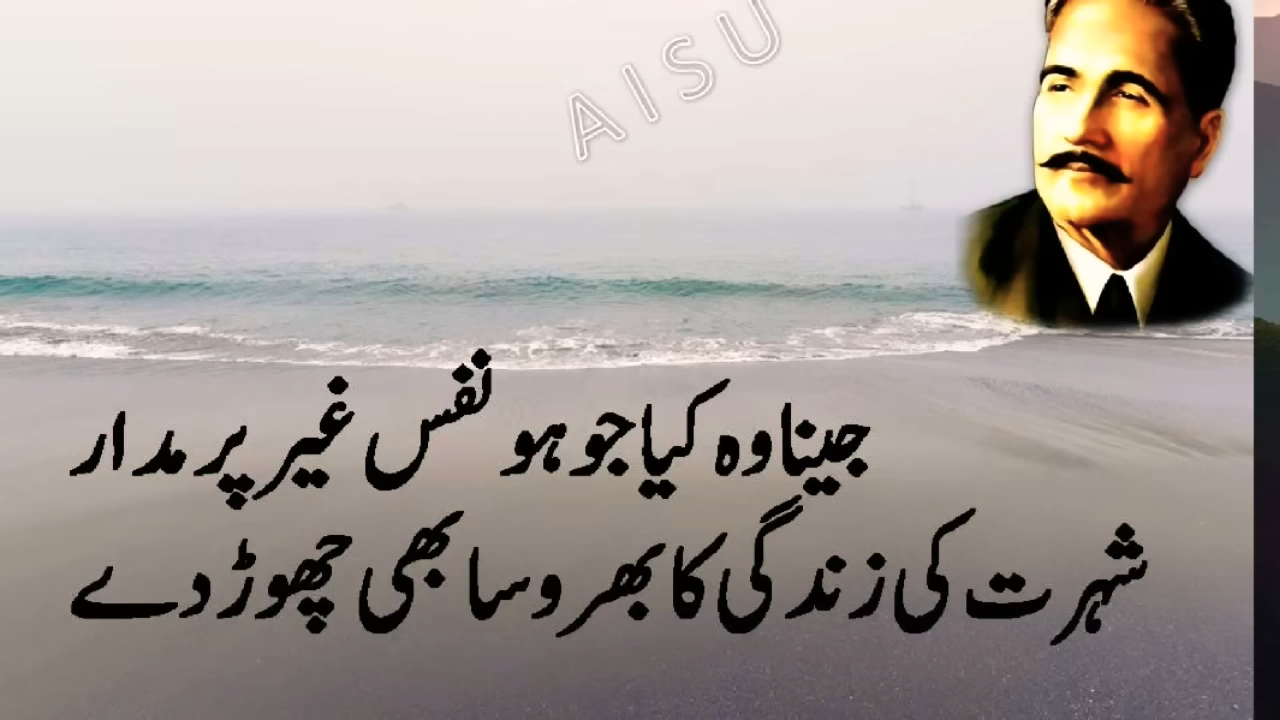 AISU
جینا وہ کیا جو ہو نفس غیر پر مدار
شہرت کی زندگی کا بھروسا بھی چھوڑ دے